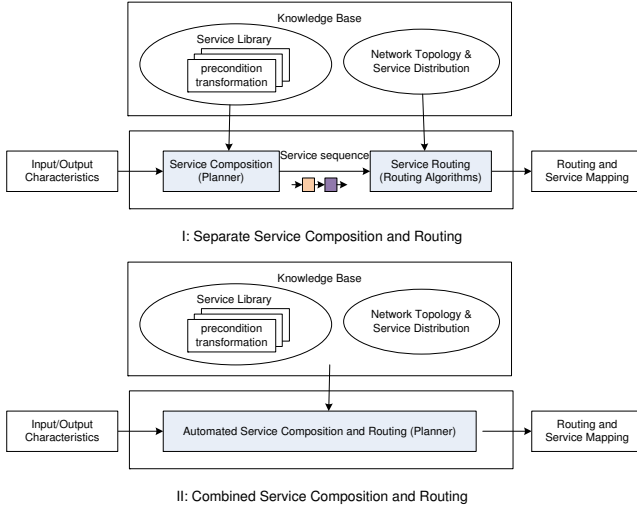 Knowledge Base
Service Library
precondition
transformation
Network Topology &
Service Distribution
Input/Output
Characteristics
Service Composition
(Planner)
Service sequence
Service Routing
(Routing Algorithms)
Routing and
Service Mapping
I: Separate Service Composition and Routing
Knowledge Base
Service Library
precondition
transformation
Network Topology &
Service Distribution
Input/Output
Characteristics
Automated Service Composition and Routing (Planner)
Routing and
Service Mapping
II: Combined Service Composition and Routing